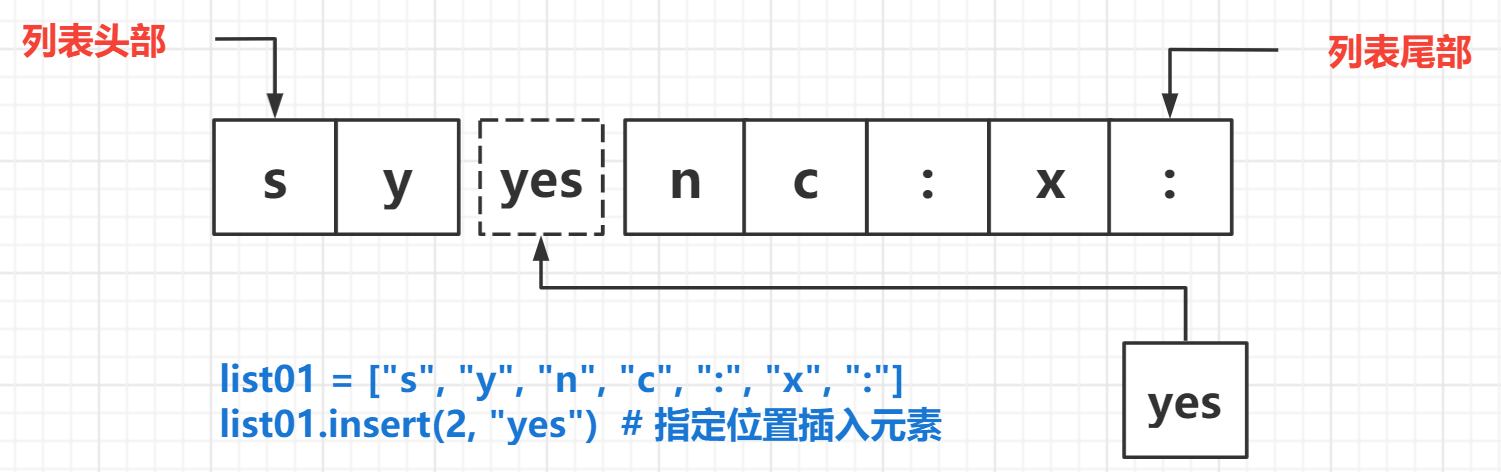 列表头部
列表尾部
s y yes n c : x :
list01 = ["s", "y", "n", "c", ":", "x", ":"]
list01.insert(2, "yes")  # 指定位置插入元素
yes